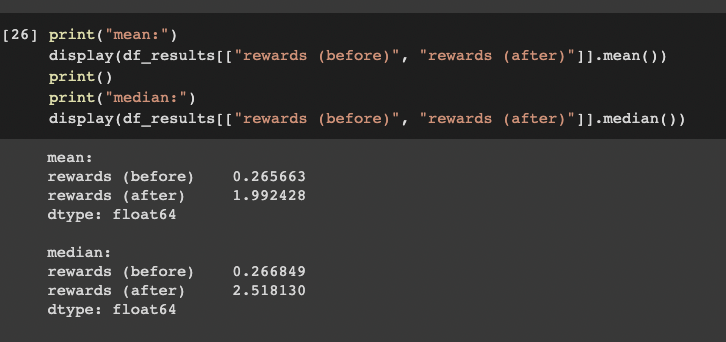 [26] print("mean:")
display(df_results[["rewards (before)", "rewards (after)"]].mean())
print()
print("median:")
display(df_results[["rewards (before)", "rewards (after)"]].median())
mean:
rewards (before)    0.265663
rewards (after)     1.992428
dtype: float64
median:
rewards (before)    0.266849
rewards (after)     2.518130
dtype: float64